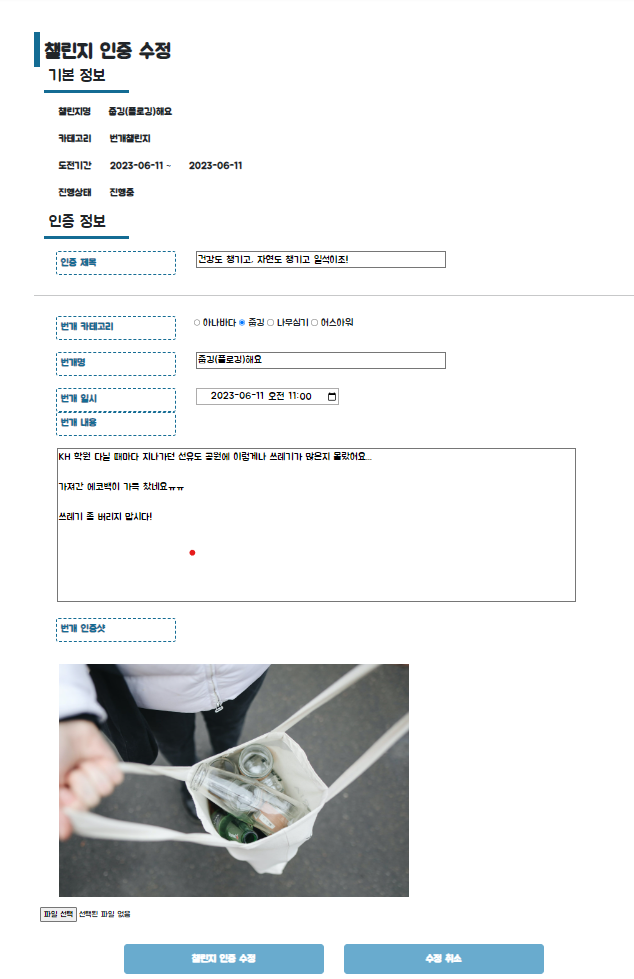 챌린지 인증 수정
기본 정보
챌린지명 줍깅(플로깅)해요
카테고리 번개챌린지
도전기간 2023-06-11 ~ 2023-06-11
진행상태 진행중
인증 정보
인증 제목 건강도 챙기고, 자연도 챙기고 일석이조!
번개 카테고리 아나바다 줍깅 나무심기 어스아워
번개명 줍깅(플로깅)해요
번개 일시 2023-06-11 오전 11:00
번개 내용
KH 학원 다닐 때마다 지나가던 선유도 공원에 이렇게나 쓰레기가 많은지 몰랐어요...
가져간 에코백이 가득 찼네요ㅠㅠ
쓰레기 좀 버리지 맙시다!
번개 인증샷
파일 선택 선택된 파일 없음
챌린지 인증 수정 수정 취소